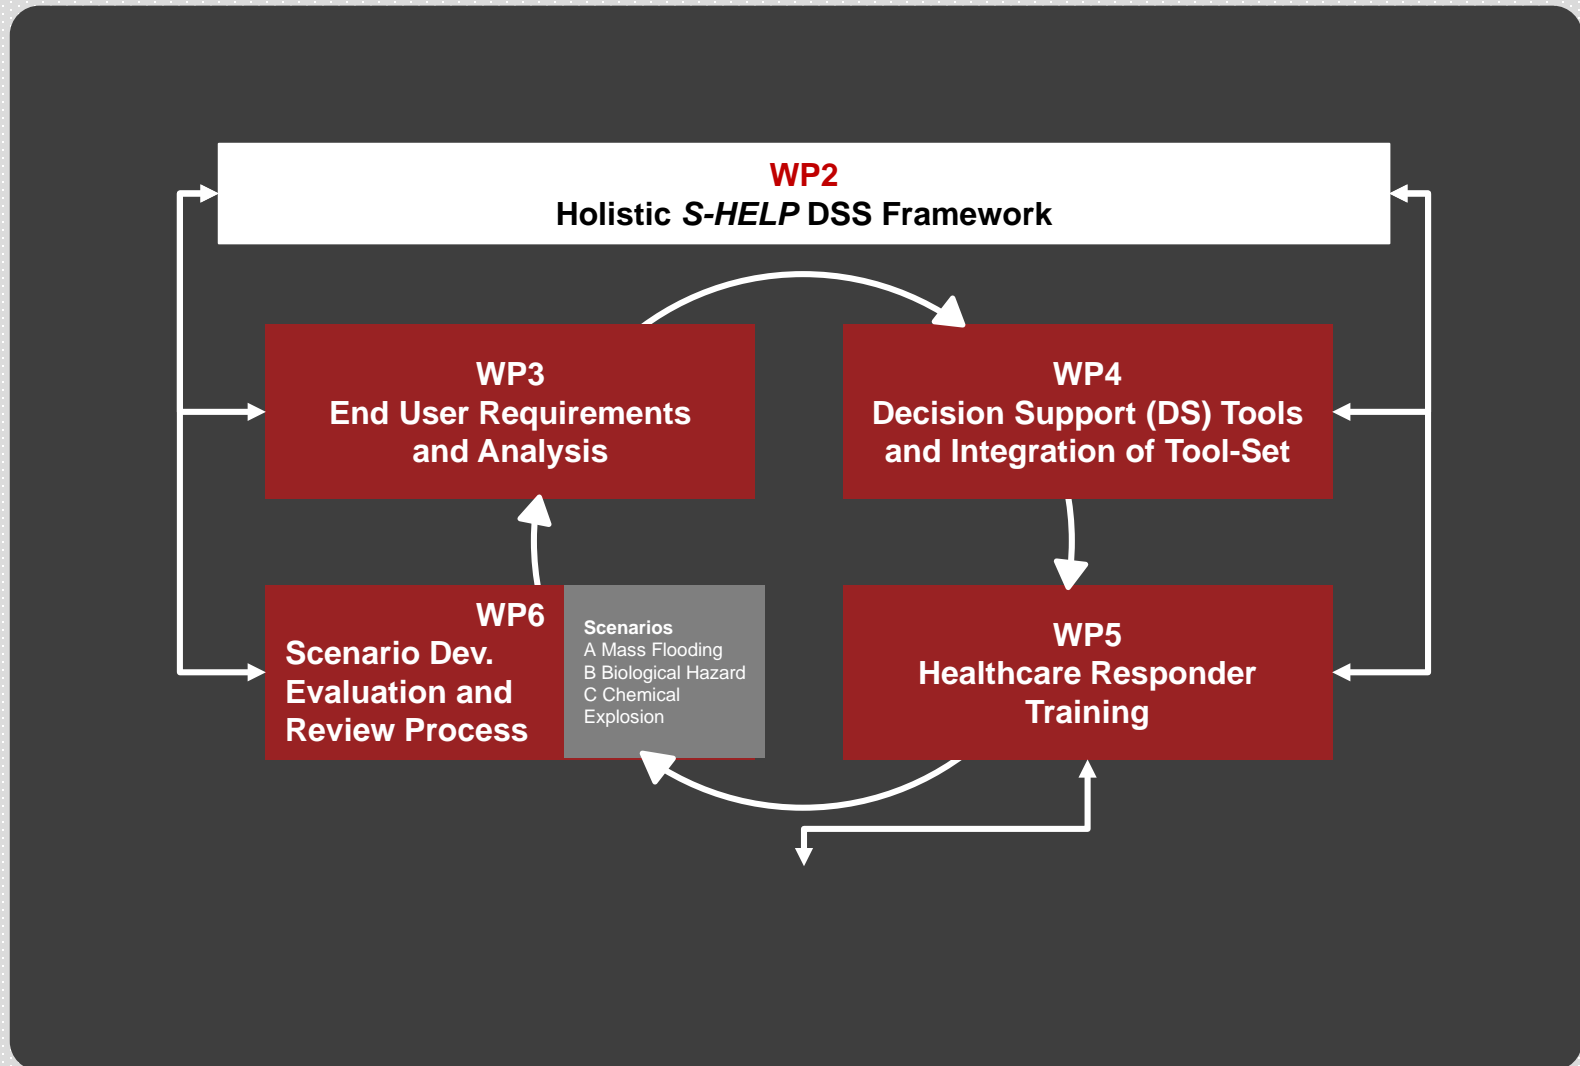 WP2
Holistic S-HELP DSS Framework
WP3
End User Requirements
and Analysis
WP4
Decision Support (DS) Tools
and Integration of Tool-Set
WP6
Scenario Dev.
Evaluation and
Review Process
Scenarios
A Mass Flooding
B Biological Hazard
C Chemical
Explosion
WP5
Healthcare Responder
Training